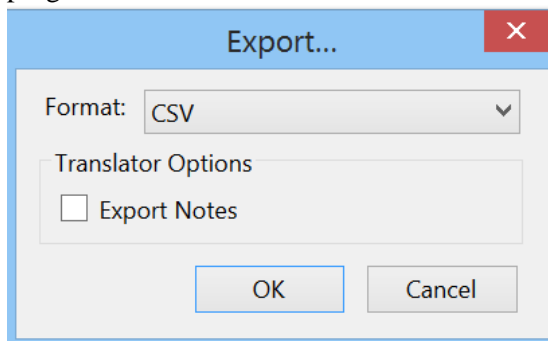 Export...
Format: CSV
Translator Options
Export Notes
OK Cancel